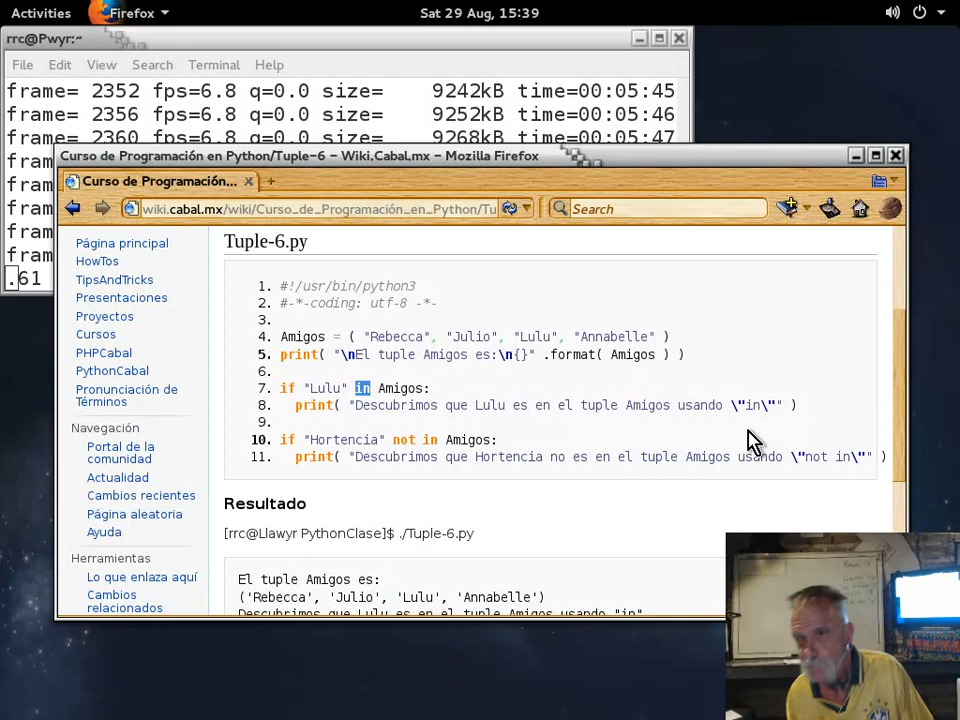 Activities Firefox Sat 29 Aug, 15:39
rrc@Pwyr:~
File Edit View Search Terminal Help
frame= 2352 fps=6.8 q=0.0 size= 9242kB time=00:05:45
frame= 2356 fps=6.8 q=0.0 size= 9252kB time=00:05:46
frame= 2360 fps=6.8 q=0.0 size= 9268kB time=00:05:47
fram
fram
fram
fram
fram
.61
Curso de Programación en Python/Tuple-6 – Wiki.Cabal.mx – Mozilla Firefox
Curso de Programación...
wiki.cabal.mx/wiki/Curso_de_Programación_en_Python/Tu
Search
Página principal
HowTos
TipsAndTricks
Presentaciones
Proyectos
Cursos
PHPCabal
PythonCabal
Pronunciación de
Términos
Navegación
Portal de la
comunidad
Actualidad
Cambios recientes
Página aleatoria
Ayuda
Herramientas
Lo que enlaza aquí
Cambios
relacionados
Tuple-6.py
1. #!/usr/bin/python3
2. #-*-coding: utf-8 -*-
3.
4. Amigos = ( "Rebecca", "Julio", "Lulu", "Annabelle" )
5. print( "\nEl tuple Amigos es:\n{}" .format( Amigos ) )
6.
7. if "Lulu" in Amigos:
8. print( "Descubrimos que Lulu es en el tuple Amigos usando \"in\"" )
9.
10. if "Hortencia" not in Amigos:
11. print( "Descubrimos que Hortencia no es en el tuple Amigos usando \"not in\"" )
Resultado
[rrc@Llawyr PythonClase]$ ./Tuple-6.py
El tuple Amigos es:
('Rebecca', 'Julio', 'Lulu', 'Annabelle')
Descubrimos que Lulu es en el tuple Amigos usando "in"